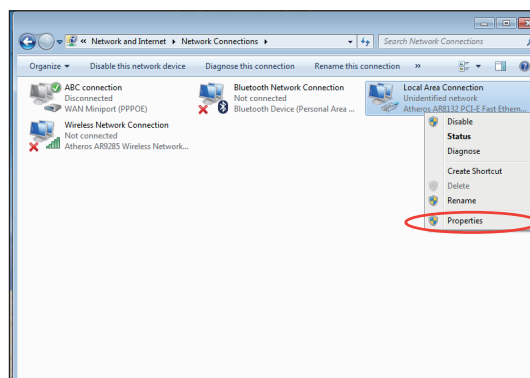 « Network and Internet ▸ Network Connections ▸
Search Network Connections
Organize
Disable this network device
Diagnose this connection
Rename this connection
»
ABC connection
Disconnected
WAN Miniport (PPPOE)
Bluetooth Network Connection
Not connected
Bluetooth Device (Personal Area ...
Local Area Connection
Unidentified network
Atheros AR8132 PCI-E Fast Ethern...
Wireless Network Connection
Not connected
Atheros AR9285 Wireless Network...
Disable
Status
Diagnose
Create Shortcut
Delete
Rename
Properties